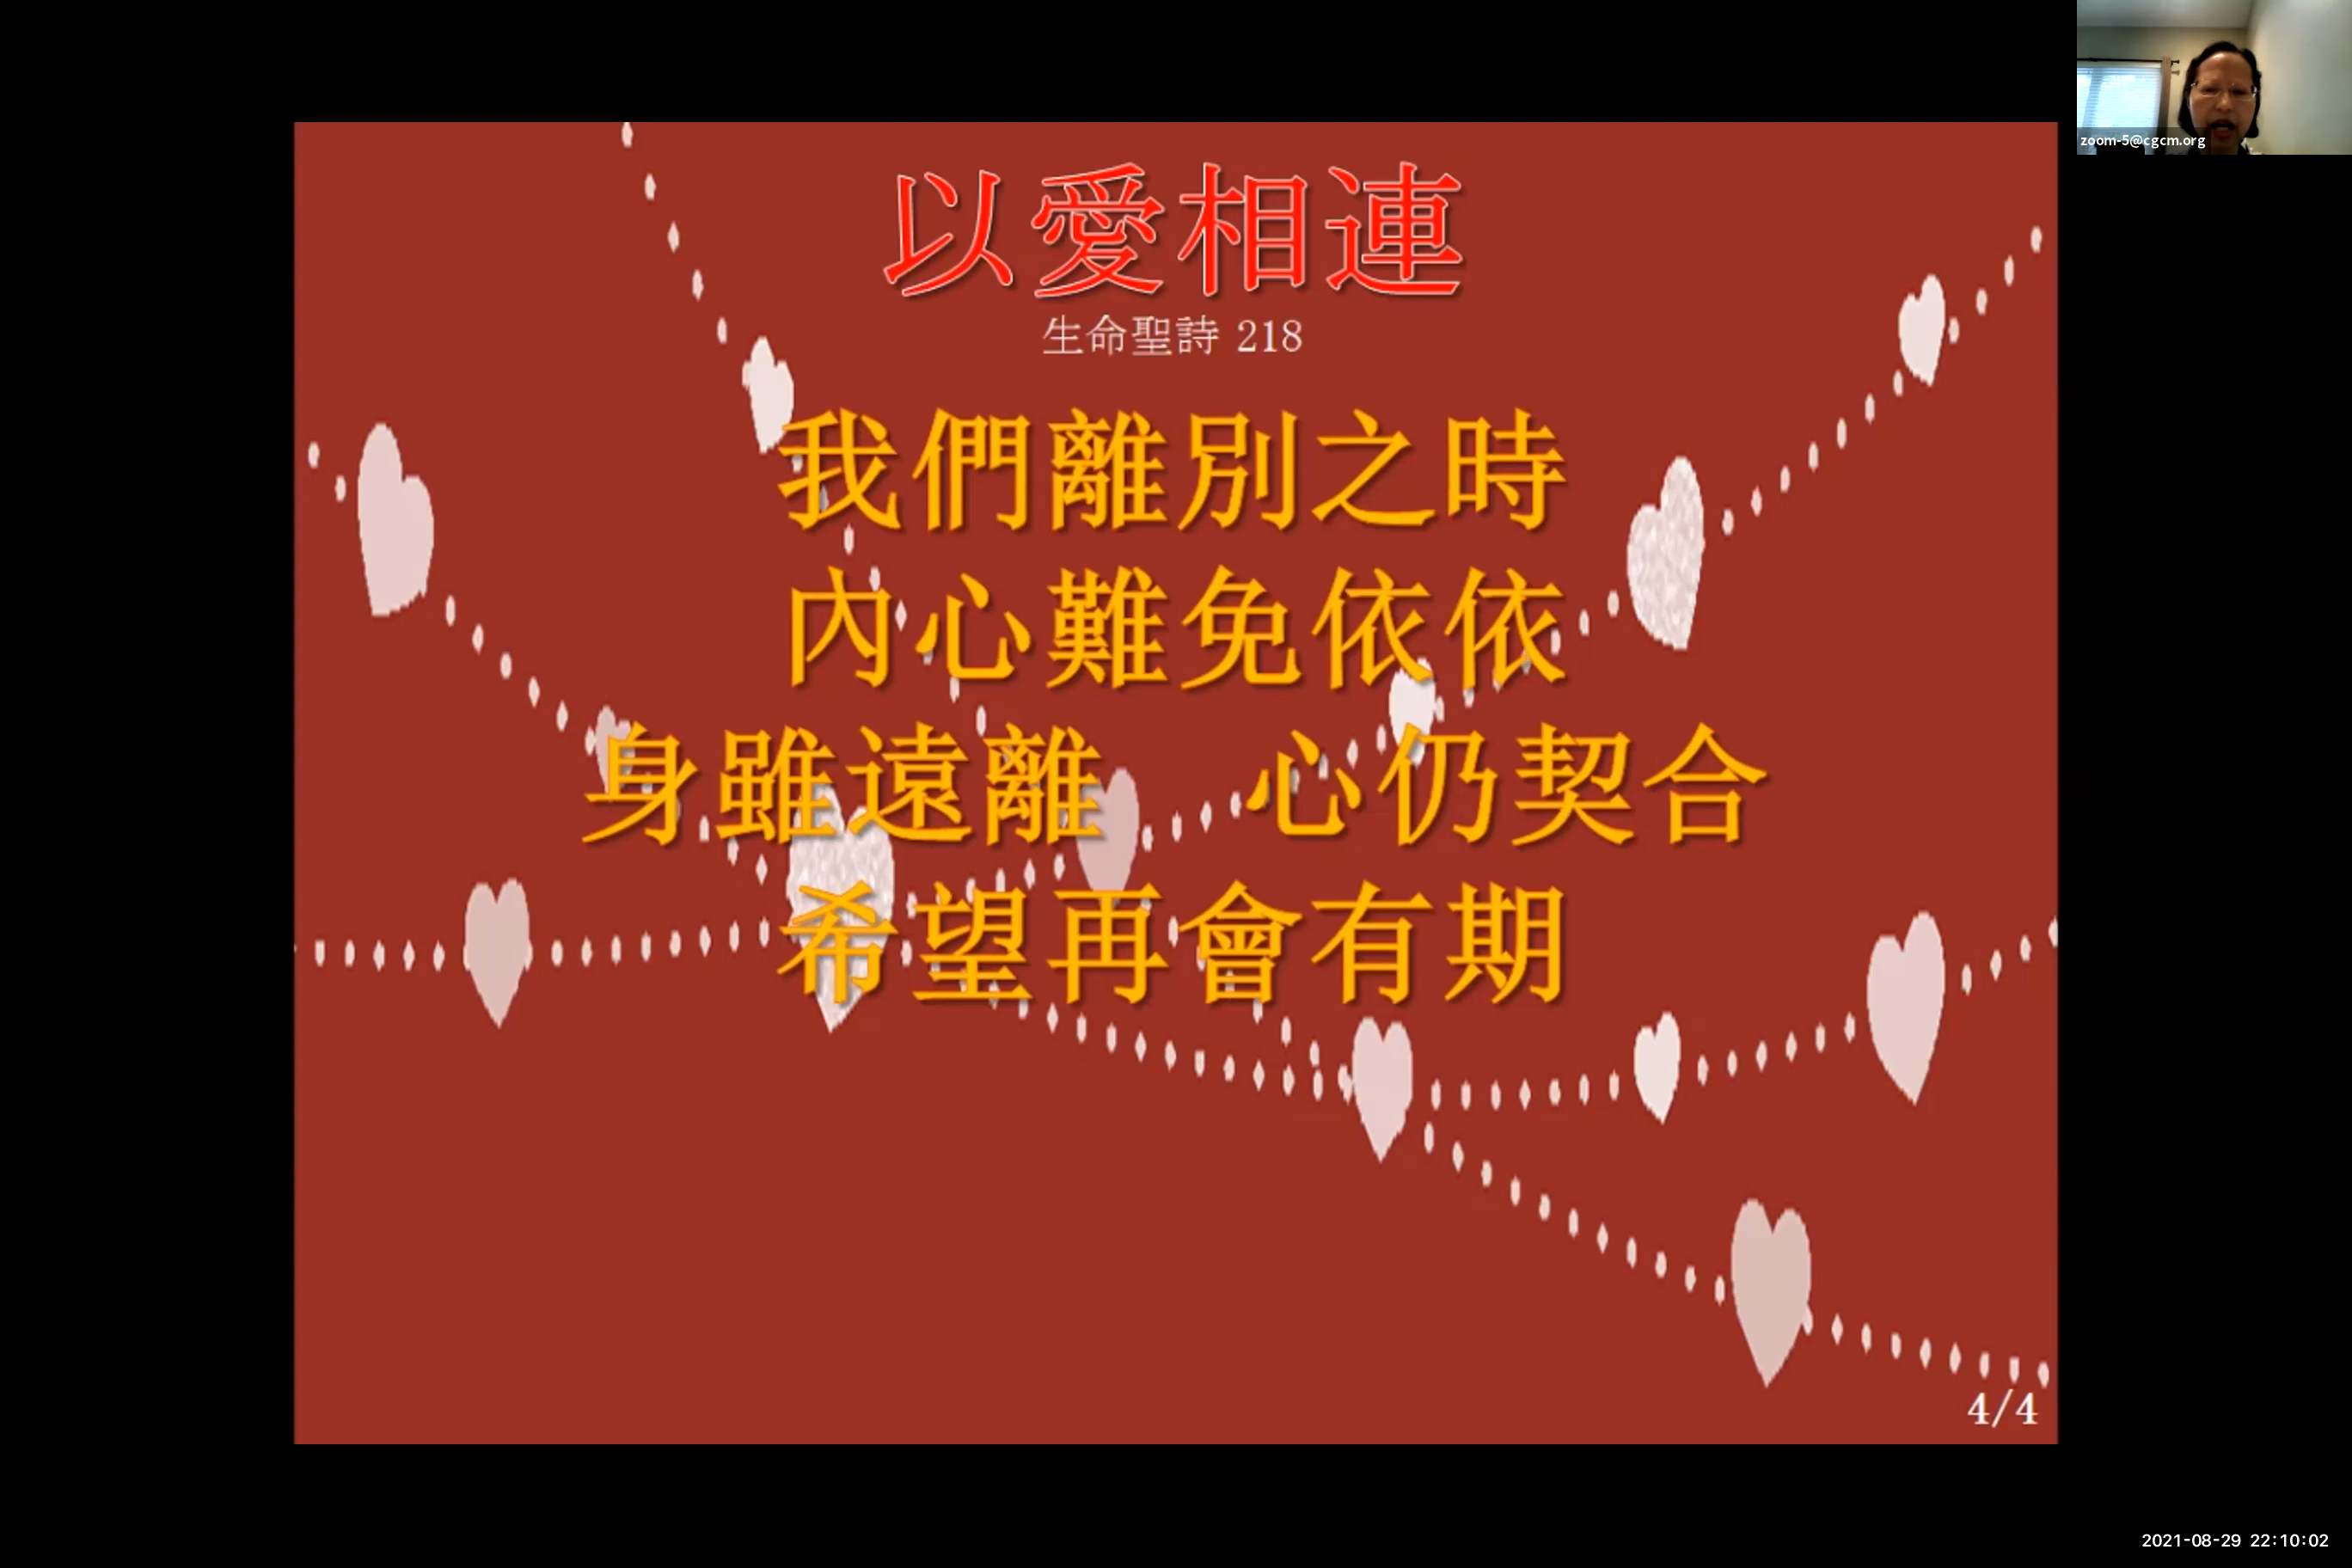 以愛相連
生命聖詩 218
我們離別之時
內心難免依依
身雖遠離　心仍契合
希望再會有期
4/4
zoom-5@cgcm.org
2021-08-29 22:10:02